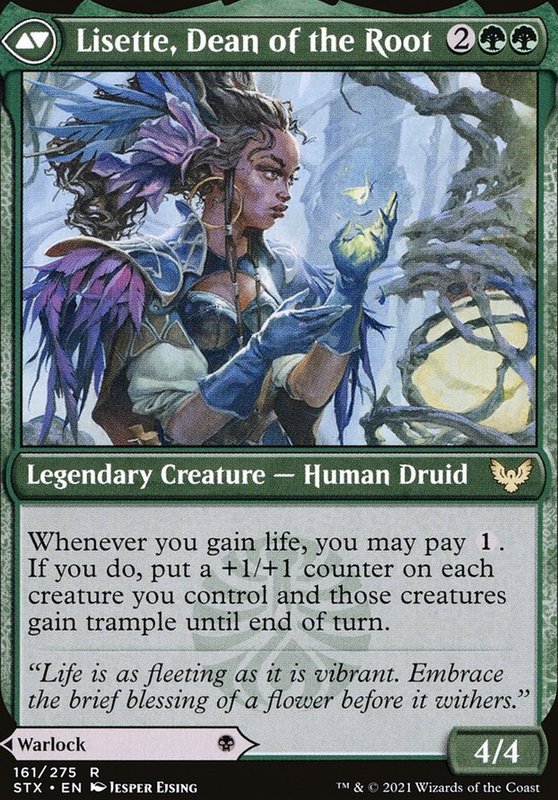 Lisette, Dean of the Root 2
Legendary Creature — Human Druid
Whenever you gain life, you may pay 1.
If you do, put a +1/+1 counter on each
creature you control and those creatures
gain trample until end of turn.
“Life is as fleeting as it is vibrant. Embrace
the brief blessing of a flower before it withers.”
Warlock
4/4
161/275 R
STX • EN Jesper Ejsing
™ & © 2021 Wizards of the Coast